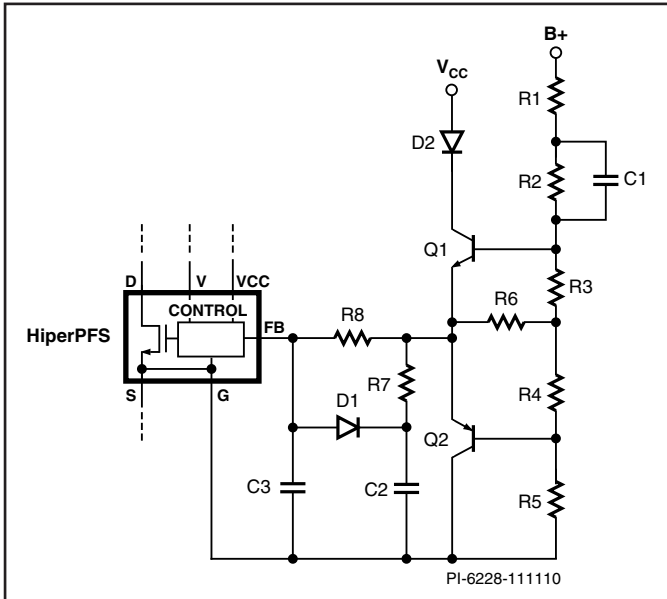 B+
V_CC
R1
D2
R2
C1
Q1
R3
D
V
VCC
CONTROL
FB
R8
R6
HiperPFS
R7
R4
S
G
D1
Q2
C3
C2
R5
PI-6228-111110